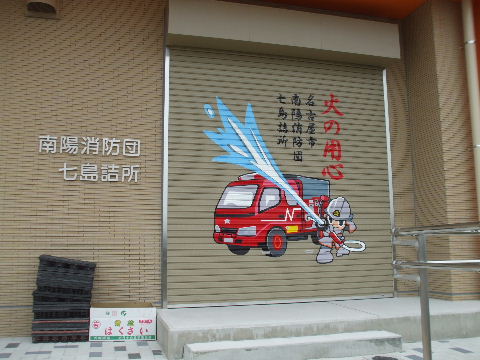 南陽消防団
七島詰所
火の用心
名古屋市
南陽消防団
七島詰所
N
はくさい